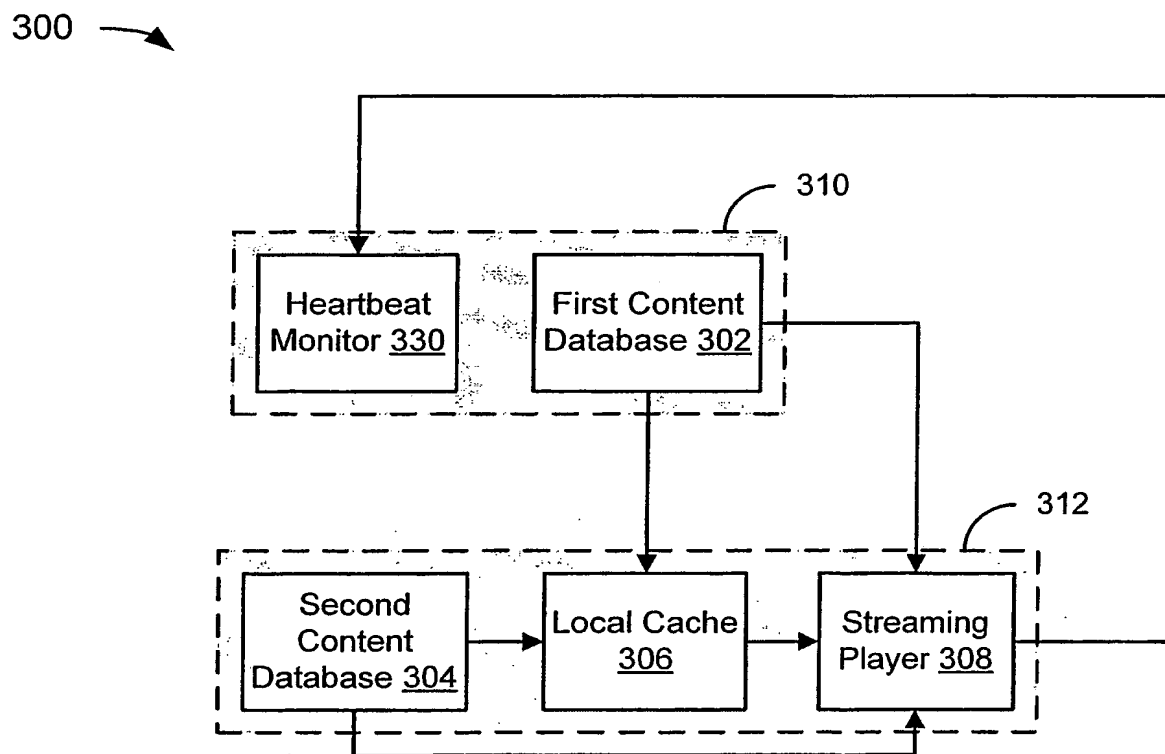 300
310
Heartbeat
Monitor 330
First Content
Database 302
312
Second
Content
Database 304
Local Cache
306
Streaming
Player 308